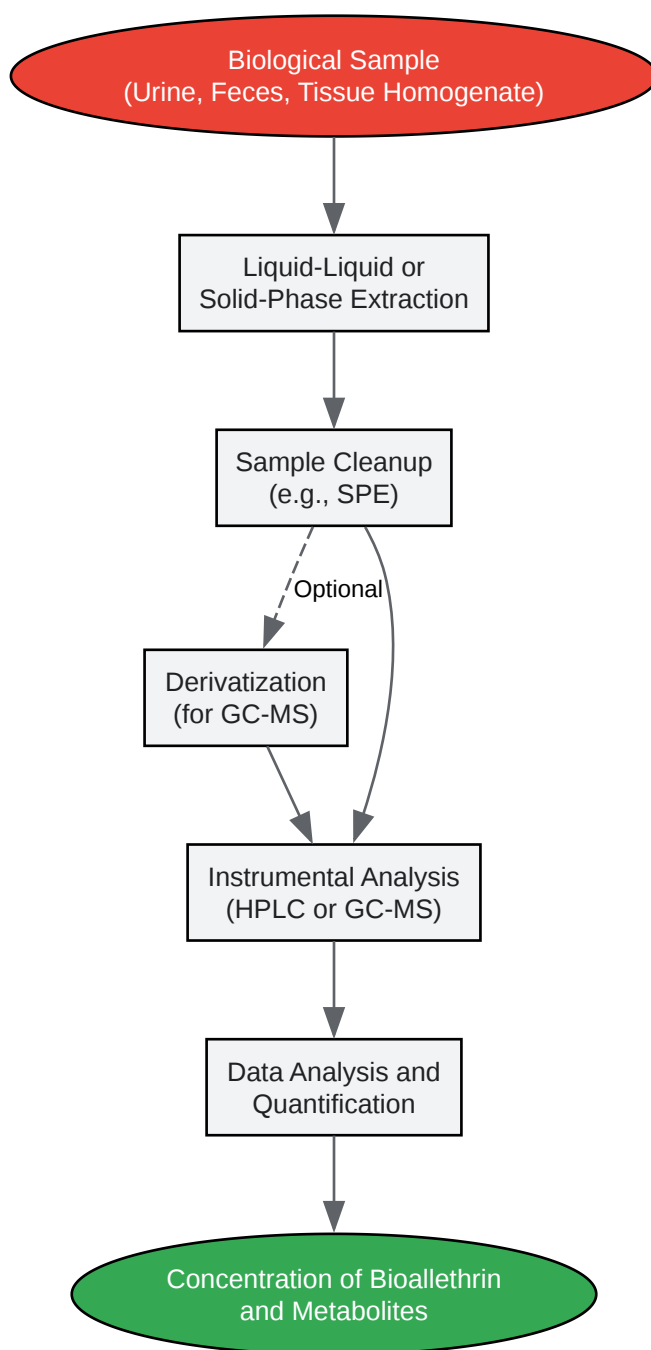 Biological Sample
(Urine, Feces, Tissue Homogenate)
Liquid-Liquid or
Solid-Phase Extraction
Sample Cleanup
(e.g., SPE)
Optional
Derivatization
(for GC-MS)
Instrumental Analysis
(HPLC or GC-MS)
Data Analysis and
Quantification
Concentration of Bioallethrin
and Metabolites